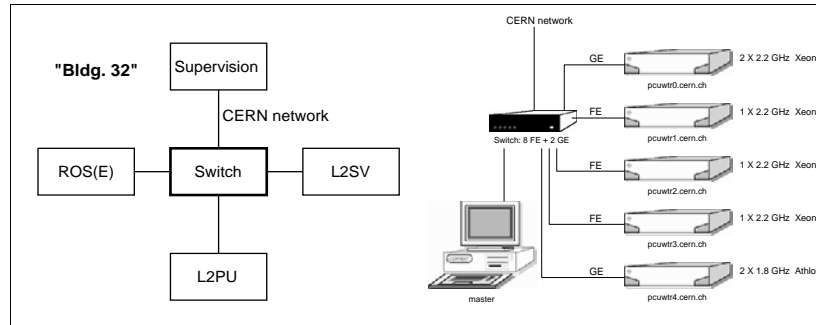 "Bldg. 32"
Supervision
CERN network
ROS(E)
Switch
L2SV
L2PU
CERN network
GE
2 X 2.2 GHz Xeon
pcuwtr0.cern.ch
FE
1 X 2.2 GHz Xeon
pcuwtr1.cern.ch
Switch: 8 FE + 2 GE
FE
1 X 2.2 GHz Xeon
pcuwtr2.cern.ch
FE
1 X 2.2 GHz Xeon
pcuwtr3.cern.ch
GE
2 X 1.8 GHz Athlo
pcuwtr4.cern.ch
master